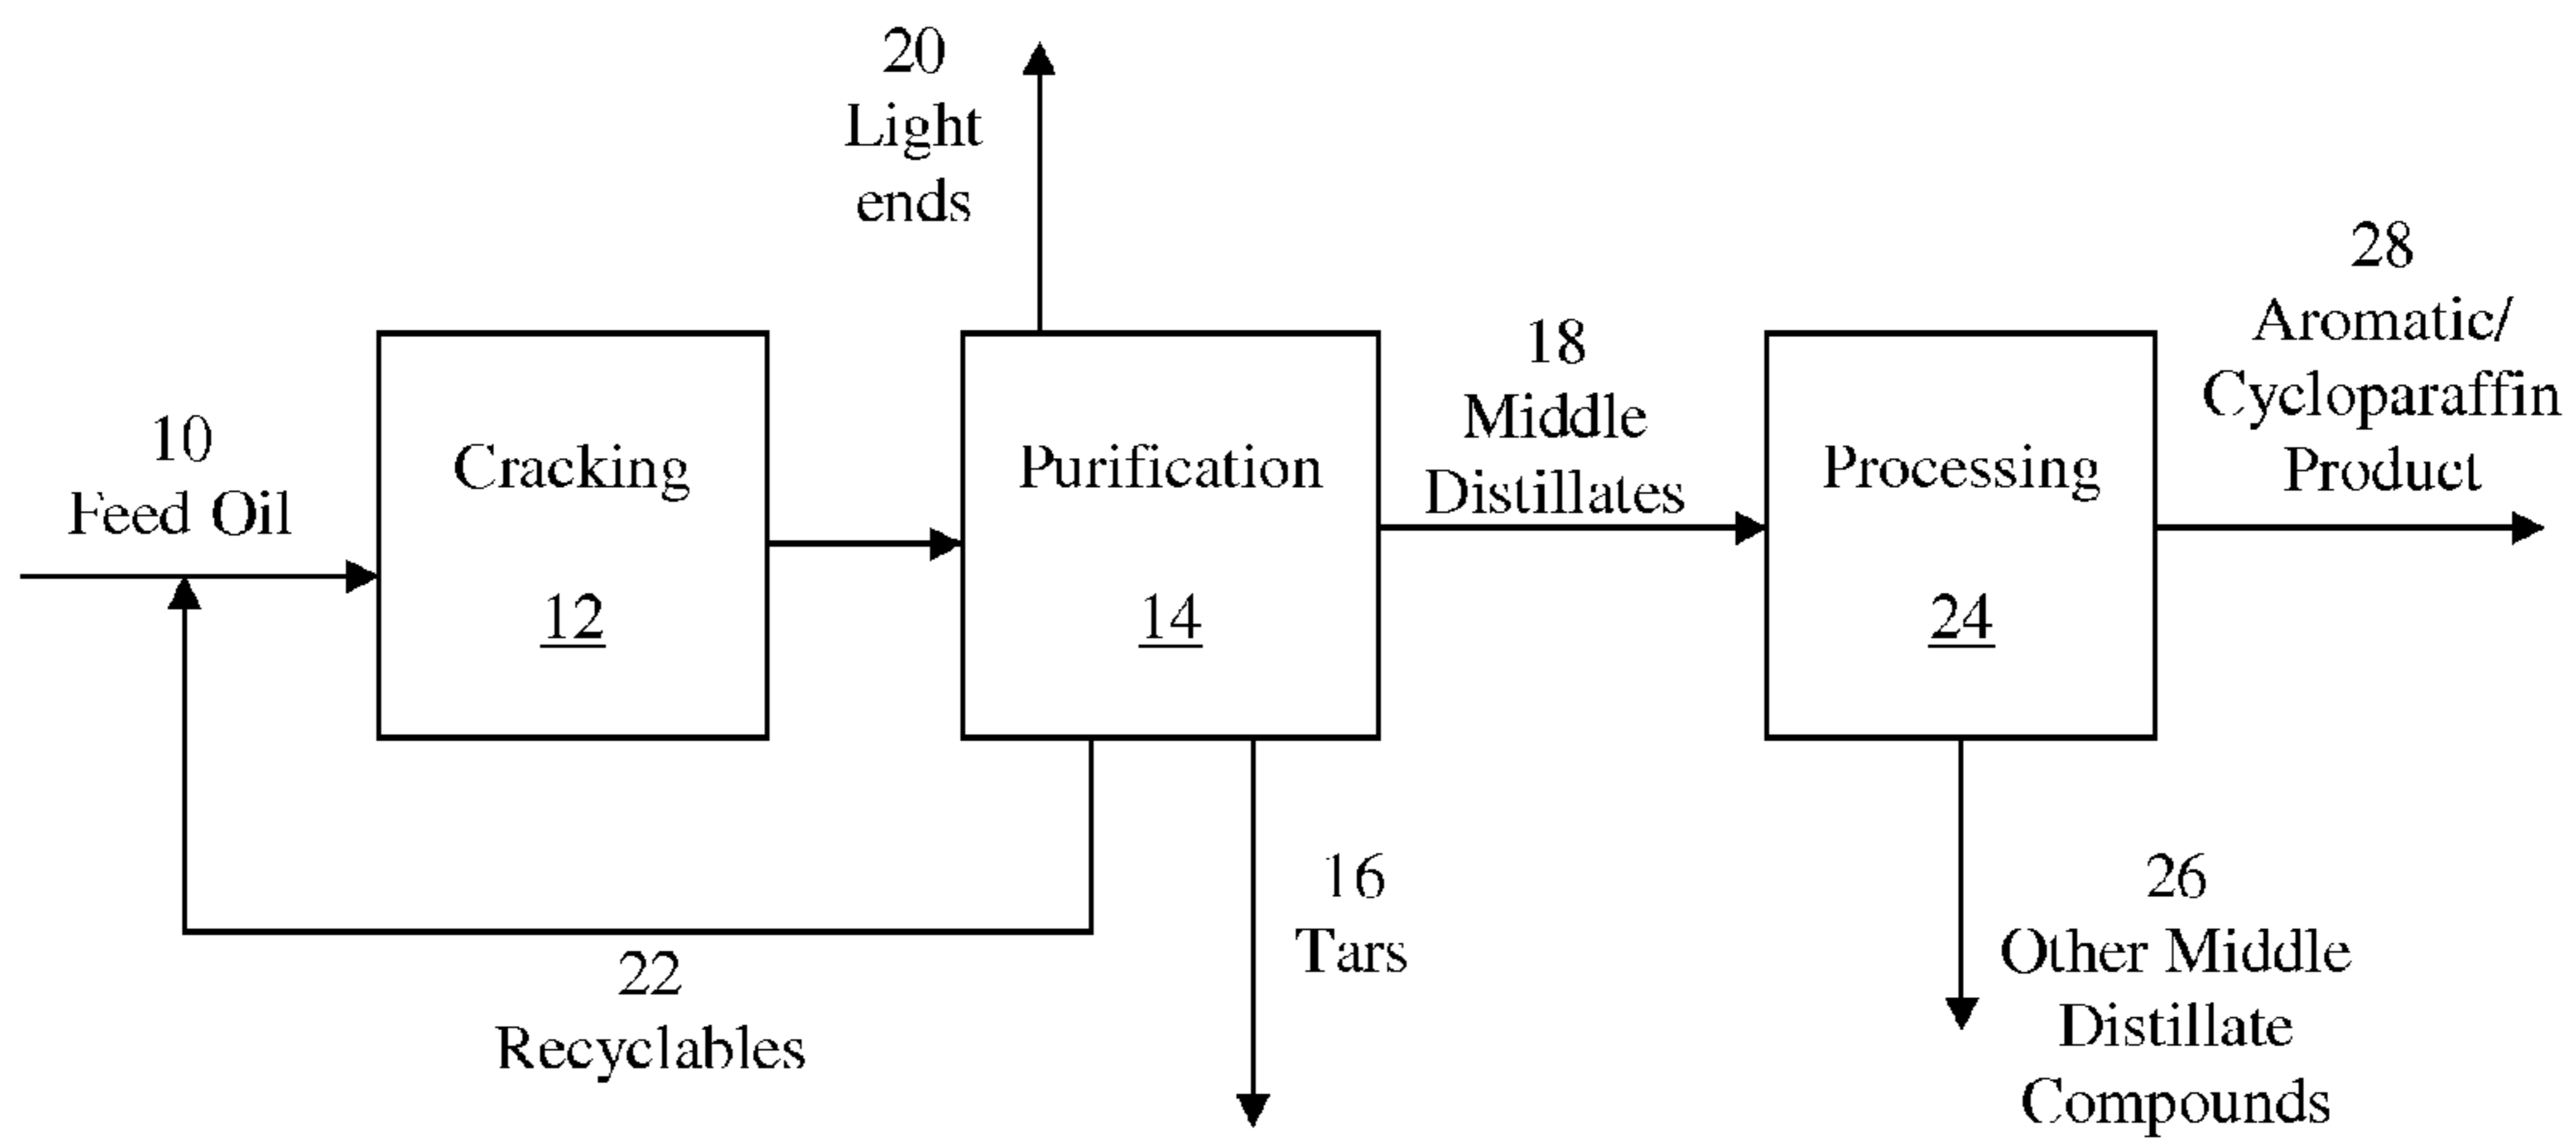 20
Light
ends
28
Aromatic/
Cycloparaffin
Product
18
Middle
Distillates
10
Feed Oil
Cracking
12
Purification
14
Processing
24
22
Recyclables
16
Tars
26
Other Middle
Distillate
Compounds